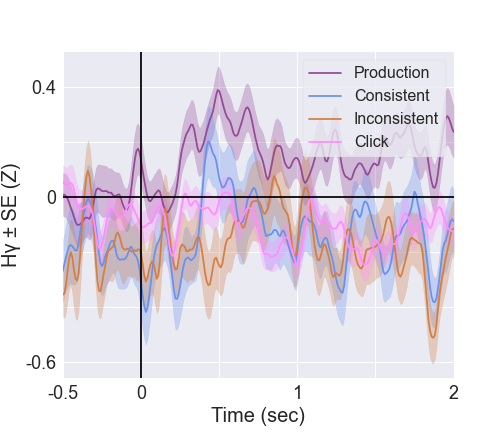 Production
Consistent
Inconsistent
Click
0.4
0
-0.6
Hγ ± SE (Z)
-0.5
0
1
2
Time (sec)